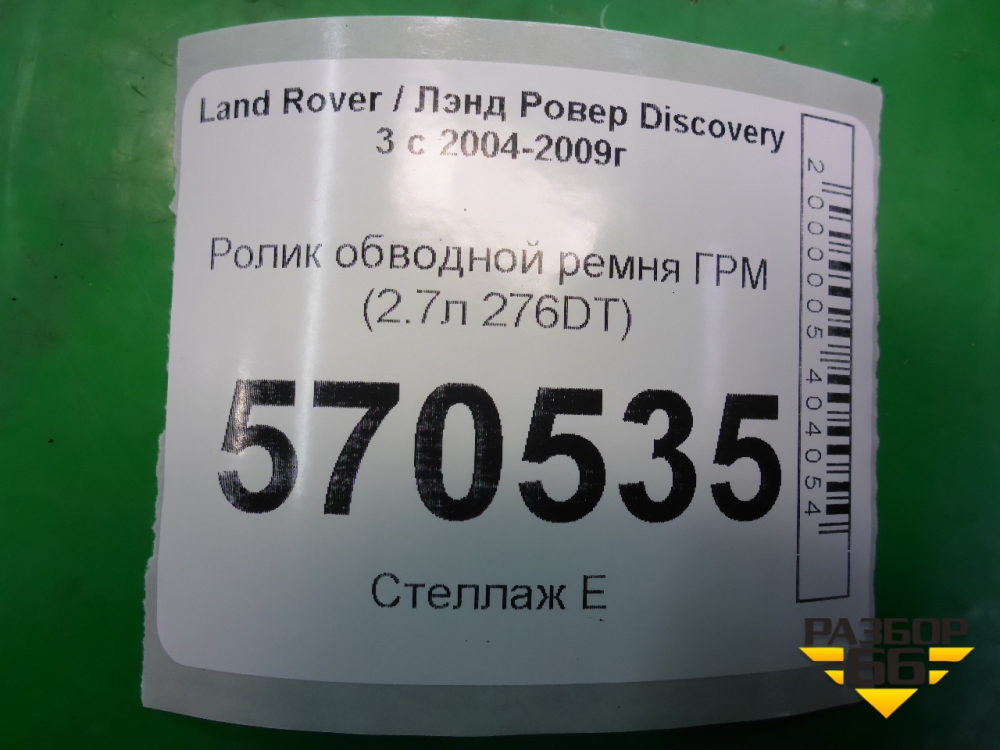 Land Rover / Лэнд Ровер Discovery
3 с 2004-2009г
Ролик обводной ремня ГРМ
(2.7л 276DT)
570535
Стеллаж Е
2000005404054
РАЗБОР
66